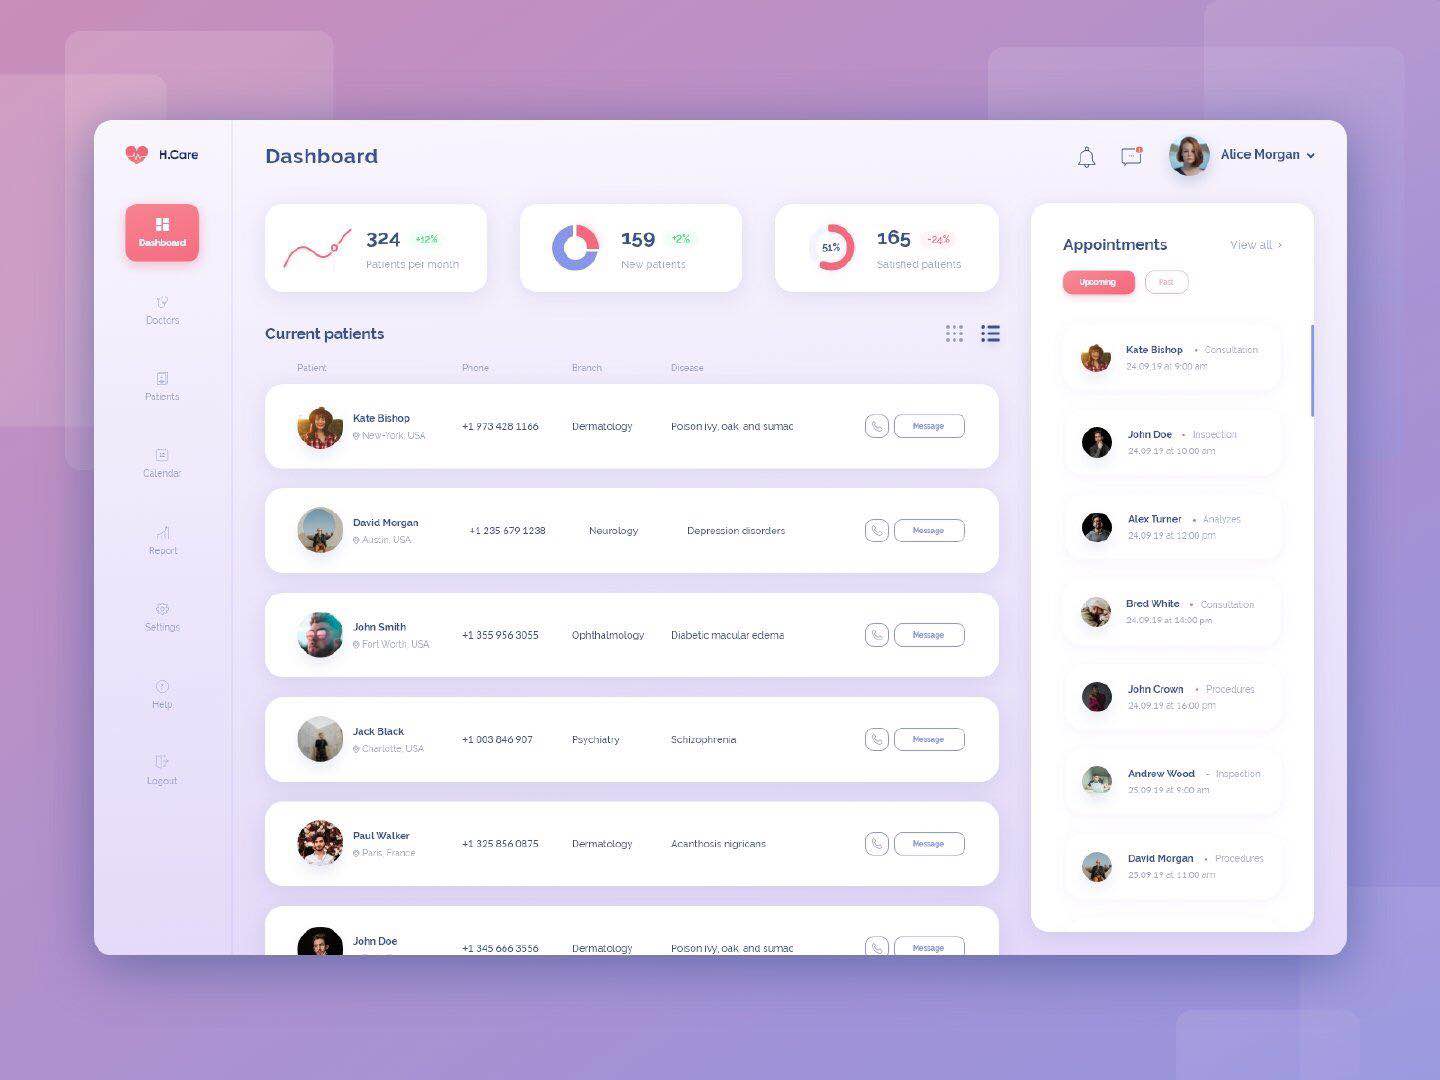 H.Care
Dashboard
Doctors
Patients
Calendar
Report
Settings
Help
Logout
Dashboard
Alice Morgan
324 +12%
Patients per month
159 +2%
New patients
51%
165 -24%
Satisfied patients
Current patients
Patient Phone Branch Disease
Kate Bishop
New-York, USA
+1 973 428 1166 Dermatology Poison ivy, oak, and sumac Message
David Morgan
Austin, USA
+1 235 679 1238 Neurology Depression disorders Message
John Smith
Fort Worth, USA
+1 355 956 3055 Ophthalmology Diabetic macular edema Message
Jack Black
Charlotte, USA
+1 003 846 907 Psychiatry Schizophrenia Message
Paul Walker
Paris, France
+1 325 856 0875 Dermatology Acanthosis nigricans Message
John Doe
+1 345 666 3556 Dermatology Poison ivy, oak, and sumac Message
Appointments View all >
Upcoming Past
Kate Bishop • Consultation
24.09.19 at 9:00 am
John Doe • Inspection
24.09.19 at 10:00 am
Alex Turner • Analyzes
24.09.19 at 12:00 pm
Bred White • Consultation
24.09.19 at 14:00 pm
John Crown • Procedures
24.09.19 at 16:00 pm
Andrew Wood - Inspection
25.09.19 at 9:00 am
David Morgan • Procedures
25.09.19 at 11:00 am